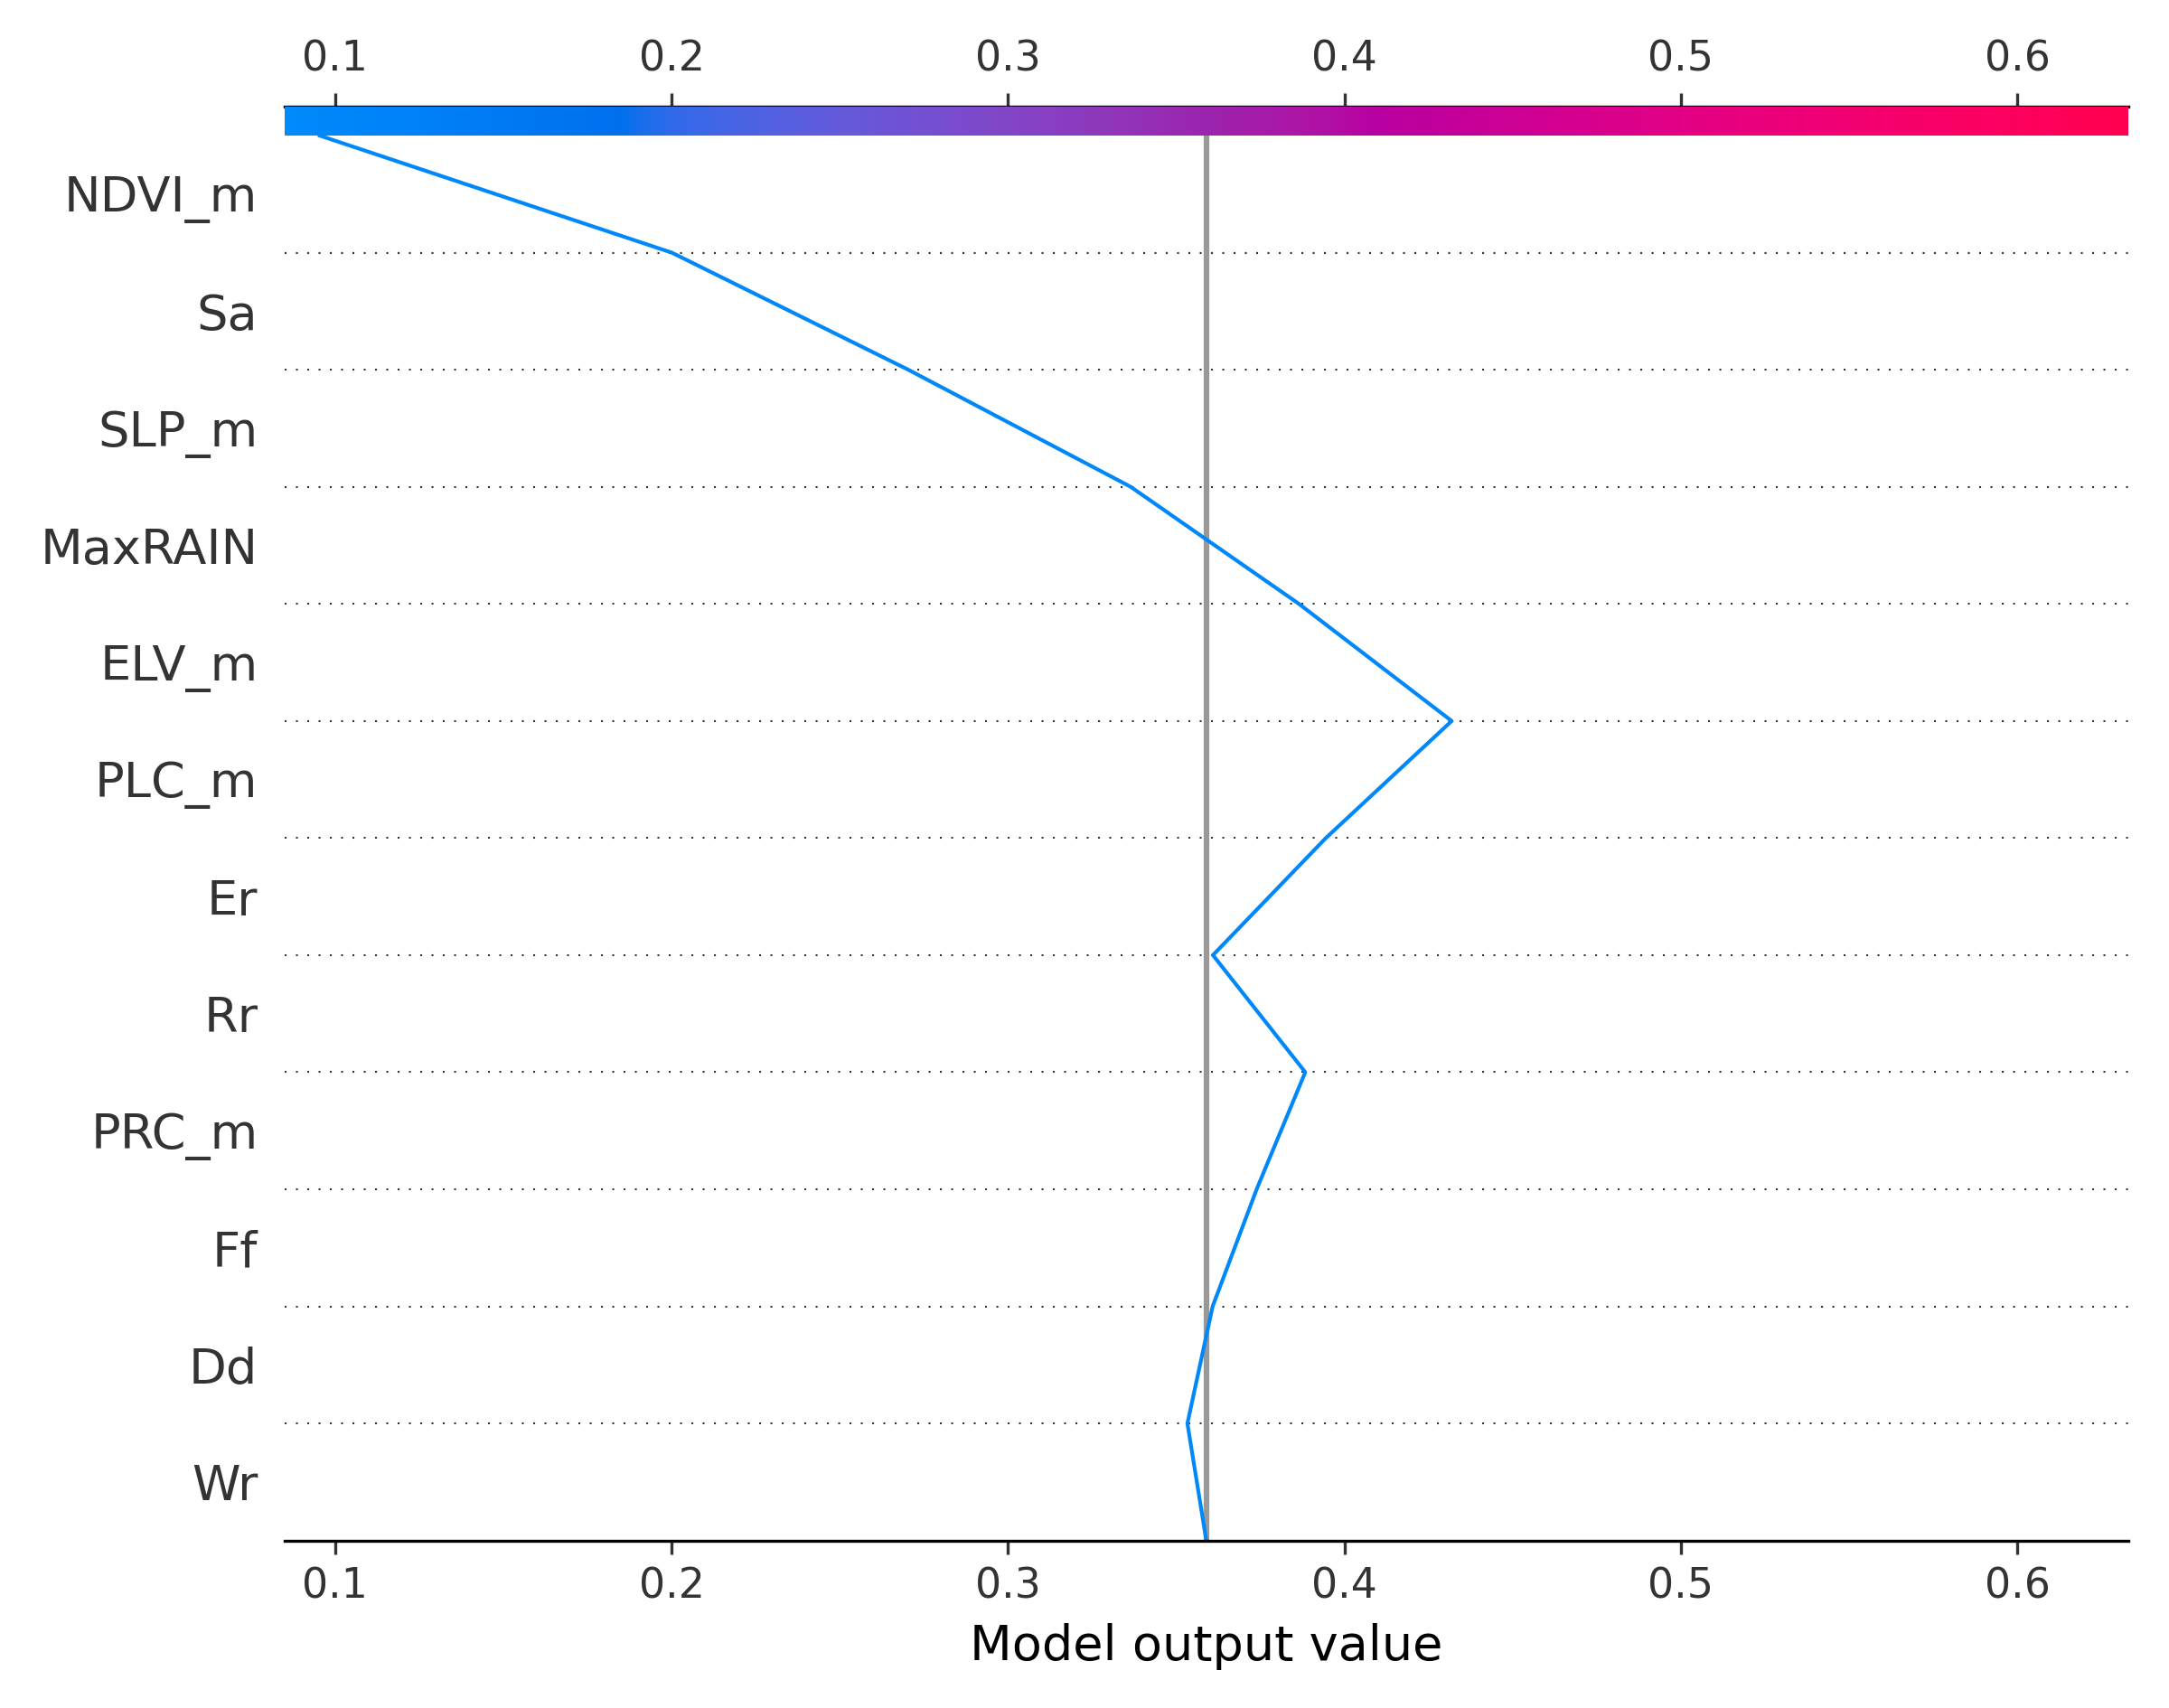 0.1 0.2 0.3 0.4 0.5 0.6
NDVI_m
Sa
SLP_m
MaxRAIN
ELV_m
PLC_m
Er
Rr
PRC_m
Ff
Dd
Wr
0.1 0.2 0.3 0.4 0.5 0.6
Model output value